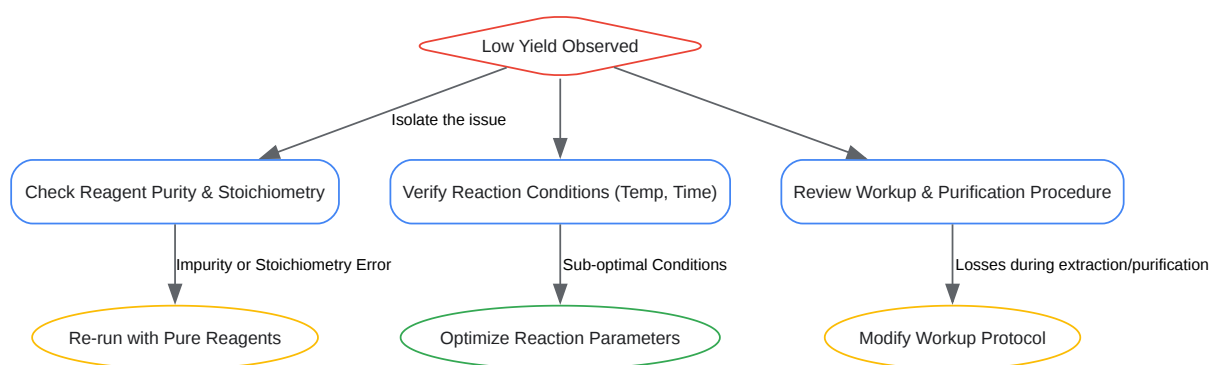 Low Yield Observed
Isolate the issue
Check Reagent Purity & Stoichiometry
Verify Reaction Conditions (Temp, Time)
Review Workup & Purification Procedure
Impurity or Stoichiometry Error
Sub-optimal Conditions
Losses during extraction/purification
Re-run with Pure Reagents
Optimize Reaction Parameters
Modify Workup Protocol